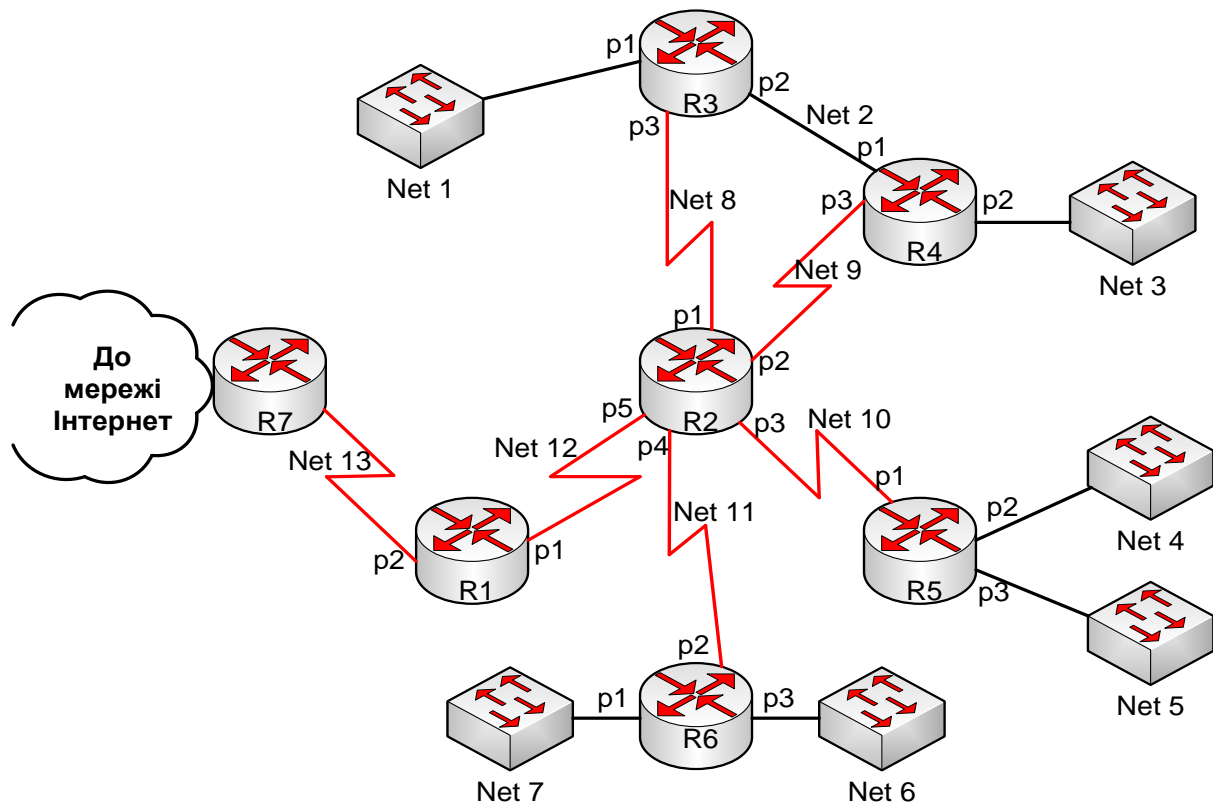 p1
R3
p2
p3
Net 1
Net 2
p1
p3
p2
R4
Net 3
Net 8
Net 9
До
мережі
Інтернет
R7
p1
p2
R2
p5
p4
p3
Net 10
Net 12
Net 13
Net 11
p1
p2
Net 4
R5
p3
Net 5
p2
R1
p1
p2
p1
R6
p3
Net 7
Net 6